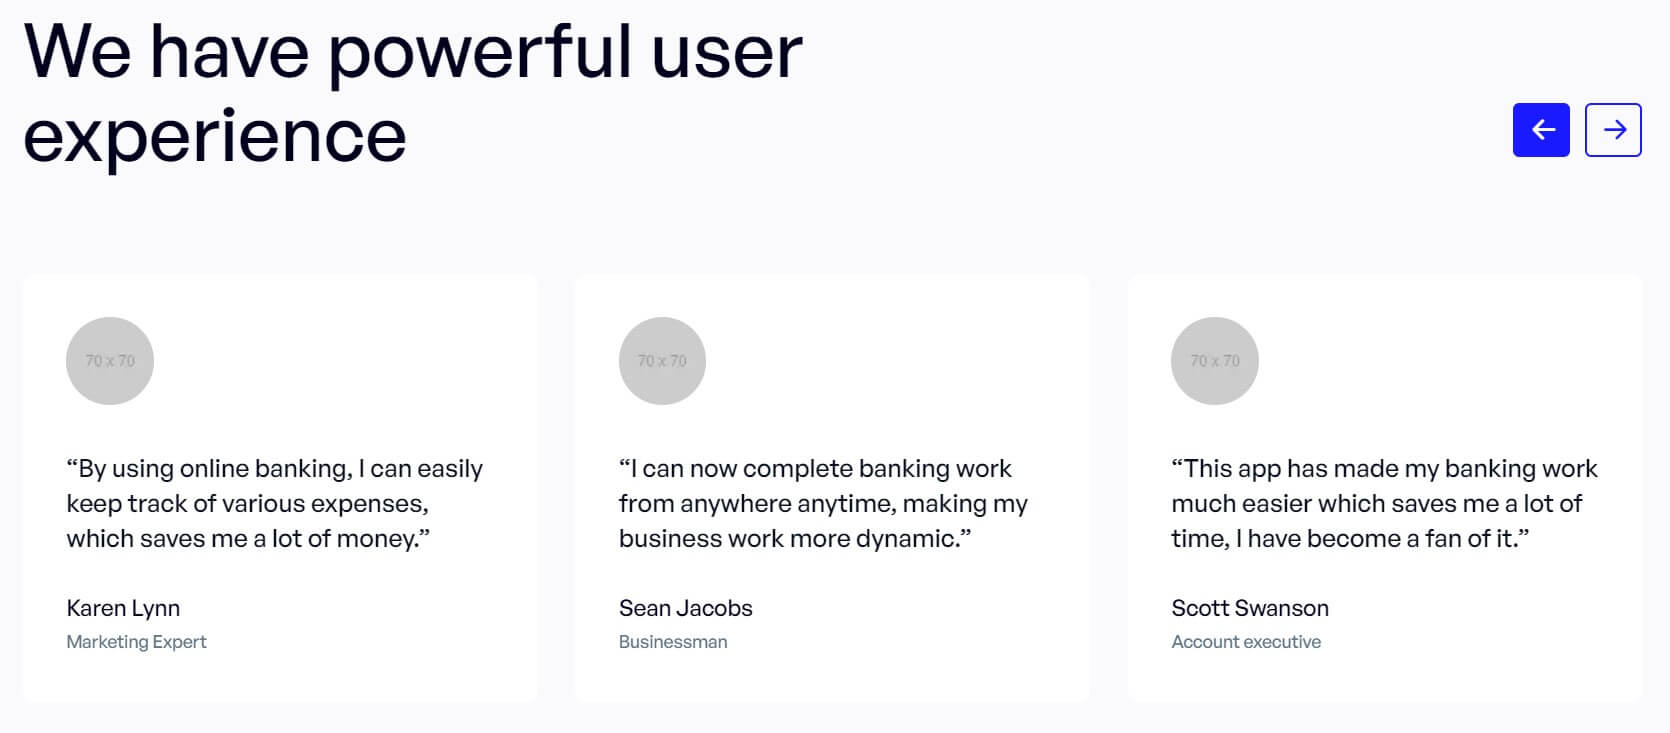 We have powerful user
experience
70 x 70
“By using online banking, I can easily
keep track of various expenses,
which saves me a lot of money.”
Karen Lynn
Marketing Expert
70 x 70
“I can now complete banking work
from anywhere anytime, making my
business work more dynamic.”
Sean Jacobs
Businessman
70 x 70
“This app has made my banking work
much easier which saves me a lot of
time, I have become a fan of it.”
Scott Swanson
Account executive